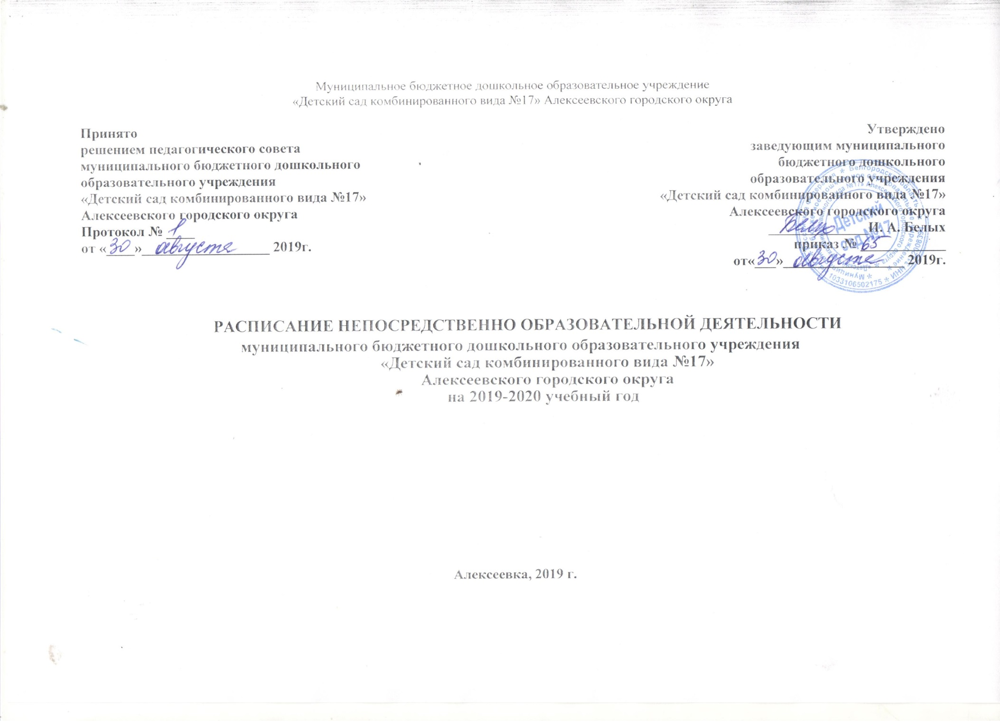 Муниципальное бюджетное дошкольное образовательное учреждение
«Детский сад комбинированного вида №17» Алексеевского городского округа
Принято
решением педагогического совета
муниципального бюджетного дошкольного
образовательного учреждения
«Детский сад комбинированного вида №17»
Алексеевского городского округа
Протокол № 1
от «30» августа 2019г.
Утверждено
заведующим муниципального
бюджетного дошкольного
образовательного учреждения
«Детский сад комбинированного вида №17»
Алексеевского городского округа
Белых И. А. Белых
приказ № 65
от«30» августа 2019г.
Детский
сад №17
1033106502175 * ИНН
РАСПИСАНИЕ НЕПОСРЕДСТВЕННО ОБРАЗОВАТЕЛЬНОЙ ДЕЯТЕЛЬНОСТИ
муниципального бюджетного дошкольного образовательного учреждения
«Детский сад комбинированного вида №17»
Алексеевского городского округа
на 2019-2020 учебный год
Алексеевка, 2019 г.